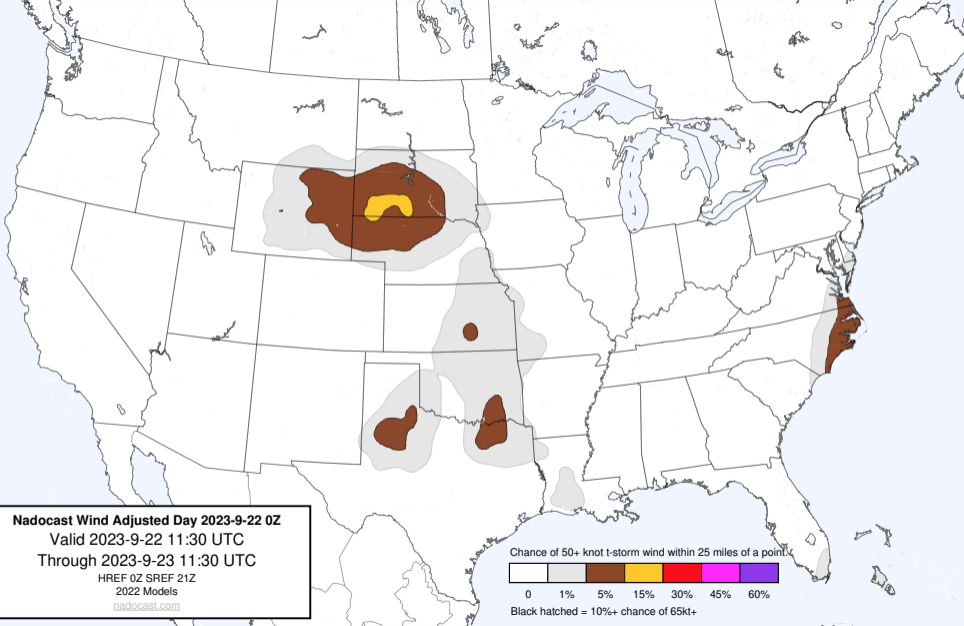 Nadocast Wind Adjusted Day 2023-9-22 0Z
Valid 2023-9-22 11:30 UTC
Through 2023-9-23 11:30 UTC
HREF 0Z SREF 21Z
2022 Models
nadocast.com
Chance of 50+ knot t-storm wind within 25 miles of a point.
0 1% 5% 15% 30% 45% 60%
Black hatched = 10%+ chance of 65kt+